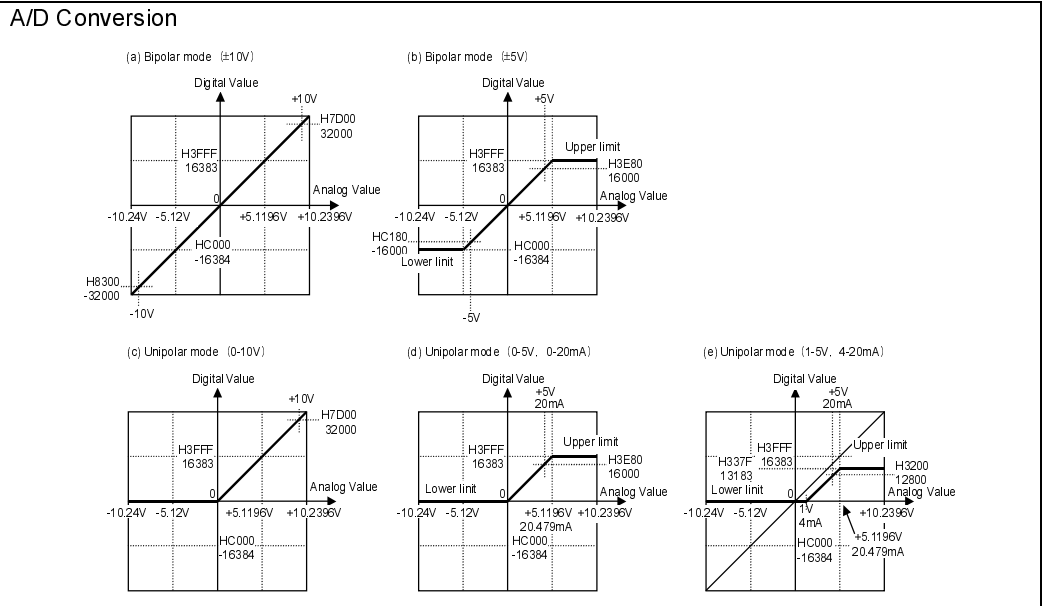 A/D Conversion
(a) Bipolar mode (±10V)
Digital Value
+10V
H7D00
32000
H3FFF
16383
0
Analog Value
-10.24V -5.12V +5.1196V +10.2396V
HC000
-16384
H8300
-32000
-10V
(b) Bipolar mode (±5V)
Digital Value
+5V
Upper limit
H3FFF
16383
H3E80
16000
0
Analog Value
-10.24V -5.12V +5.1196V +10.2396V
HC180
-16000
Lower linit
HC000
-16384
-5V
(c) Unipolar mode (0-10V)
Digital Value
+10V
H7D00
32000
H3FFF
16383
0
Analog Value
-10.24V -5.12V +5.1196V +10.2396V
HC000
-16384
(d) Unipolar mode (0-5V, 0-20mA)
Digital Value
+5V
20mA
Upper limit
H3FFF
16383
H3E80
16000
Lower linit
0
Analog Value
-10.24V -5.12V +5.1196V +10.2396V
20.479mA
HC000
-16384
(e) Unipolar mode (1-5V, 4-20mA)
Digital Value
+5V
20mA
Upper limit
H3FFF
16383
H337F
13183
H3200
12800
Lower limit
0
Analog Value
-10.24V -5.12V 1V +10.2396V
4mA
+5.1196V
20.479mA
HC000
-16384